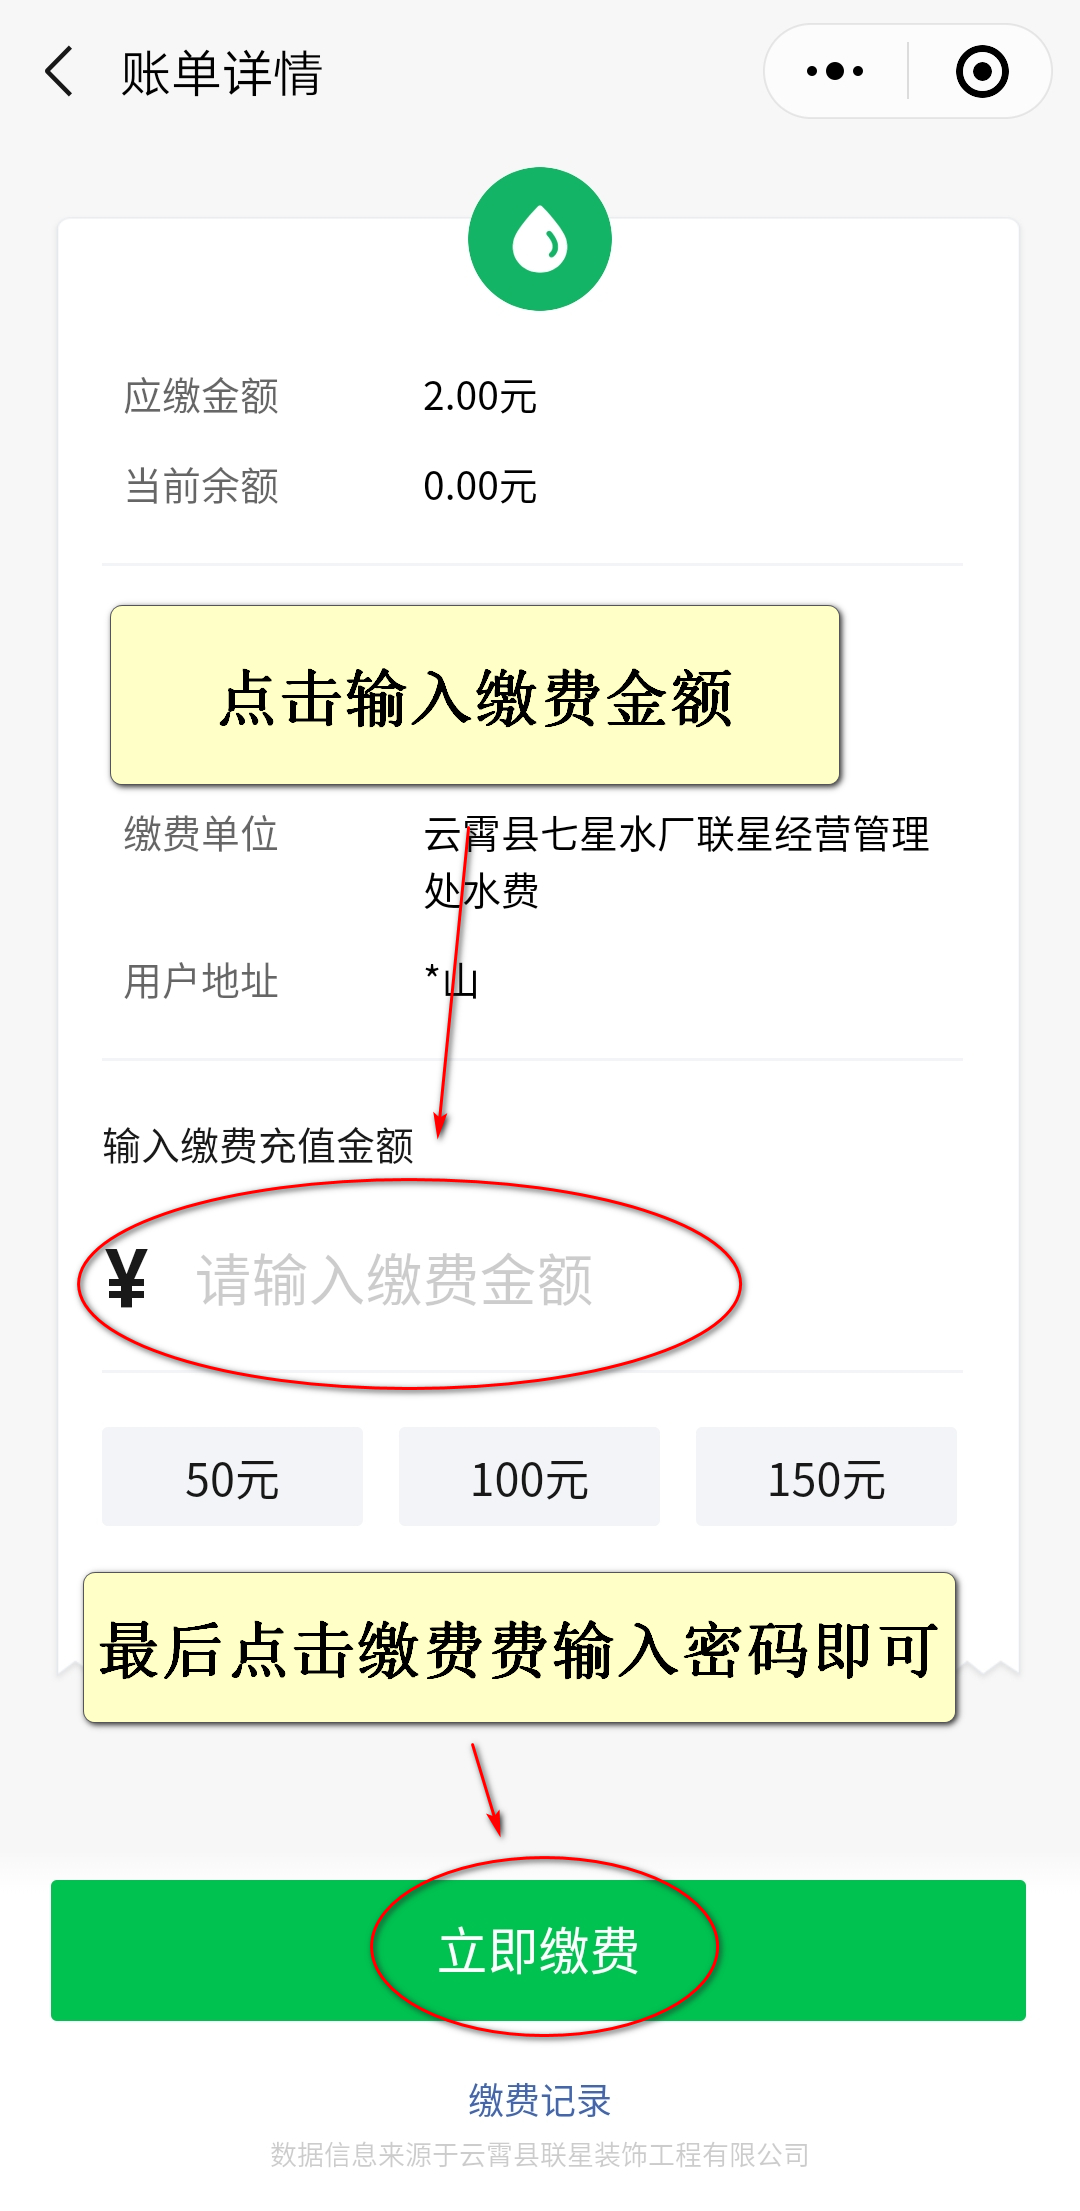 账单详情
应缴金额 2.00元
当前余额 0.00元
点击输入缴费金额
缴费单位 云霄县七星水厂联星经营管理
处水费
用户地址 *山
输入缴费充值金额
¥ 请输入缴费金额
50元 100元 150元
最后点击缴费费输入密码即可
立即缴费
缴费记录
数据信息来源于云霄县联星装饰工程有限公司